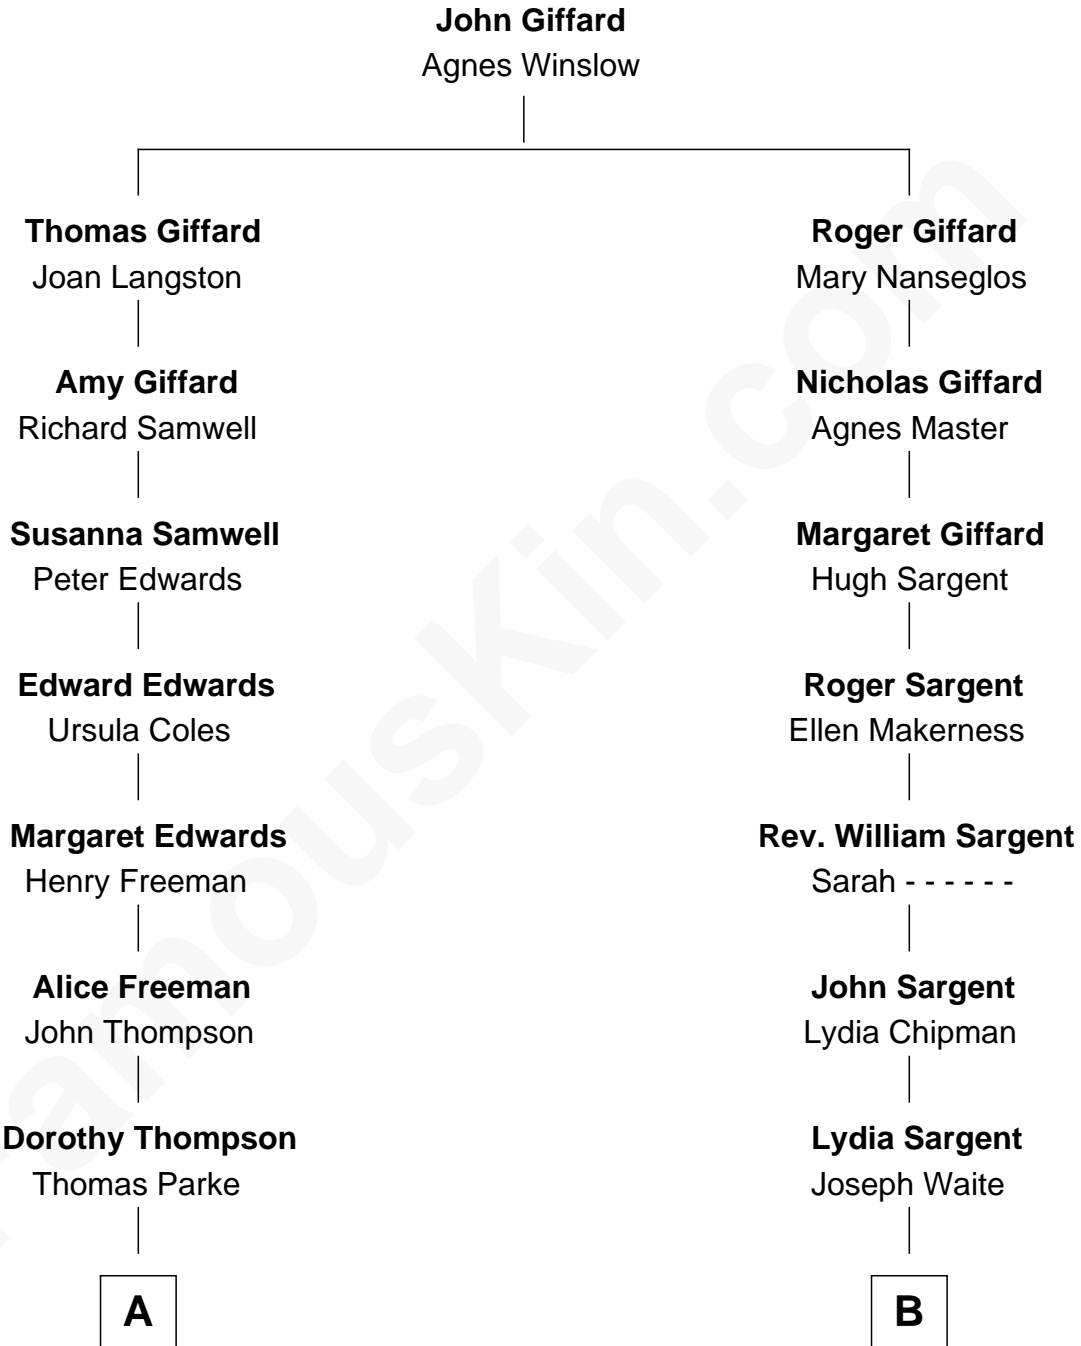 John Giffard
Agnes Winslow
Thomas Giffard
Joan Langston
Roger Giffard
Mary Nanseglos
Amy Giffard
Richard Samwell
Nicholas Giffard
Agnes Master
Susanna Samwell
Peter Edwards
Margaret Giffard
Hugh Sargent
Edward Edwards
Ursula Coles
Roger Sargent
Ellen Makerness
Margaret Edwards
Henry Freeman
Rev. William Sargent
Sarah - - - - - -
Alice Freeman
John Thompson
John Sargent
Lydia Chipman
Dorothy Thompson
Thomas Parke
Lydia Sargent
Joseph Waite
A
B
FamousKin.com